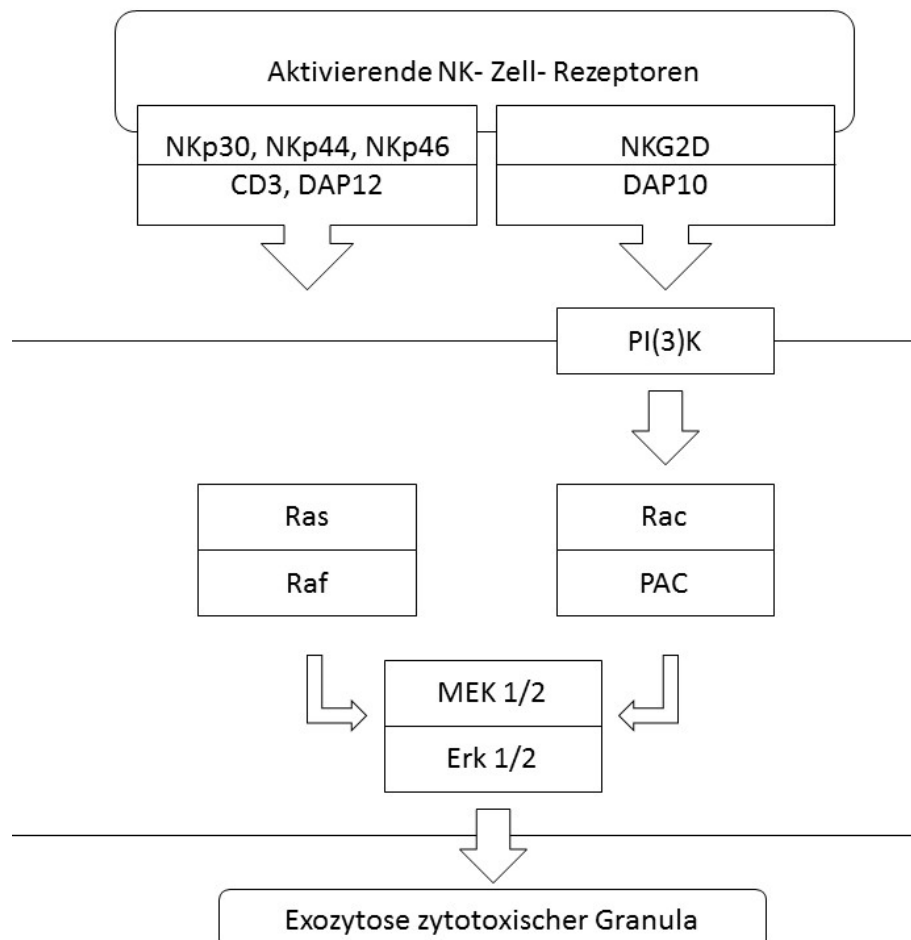 Aktivierende NK- Zell- Rezeptoren
NKp30, NKp44, NKp46
CD3, DAP12
NKG2D
DAP10
PI(3)K
Ras
Raf
Rac
PAC
MEK 1/2
Erk 1/2
Exozytose zytotoxischer Granula